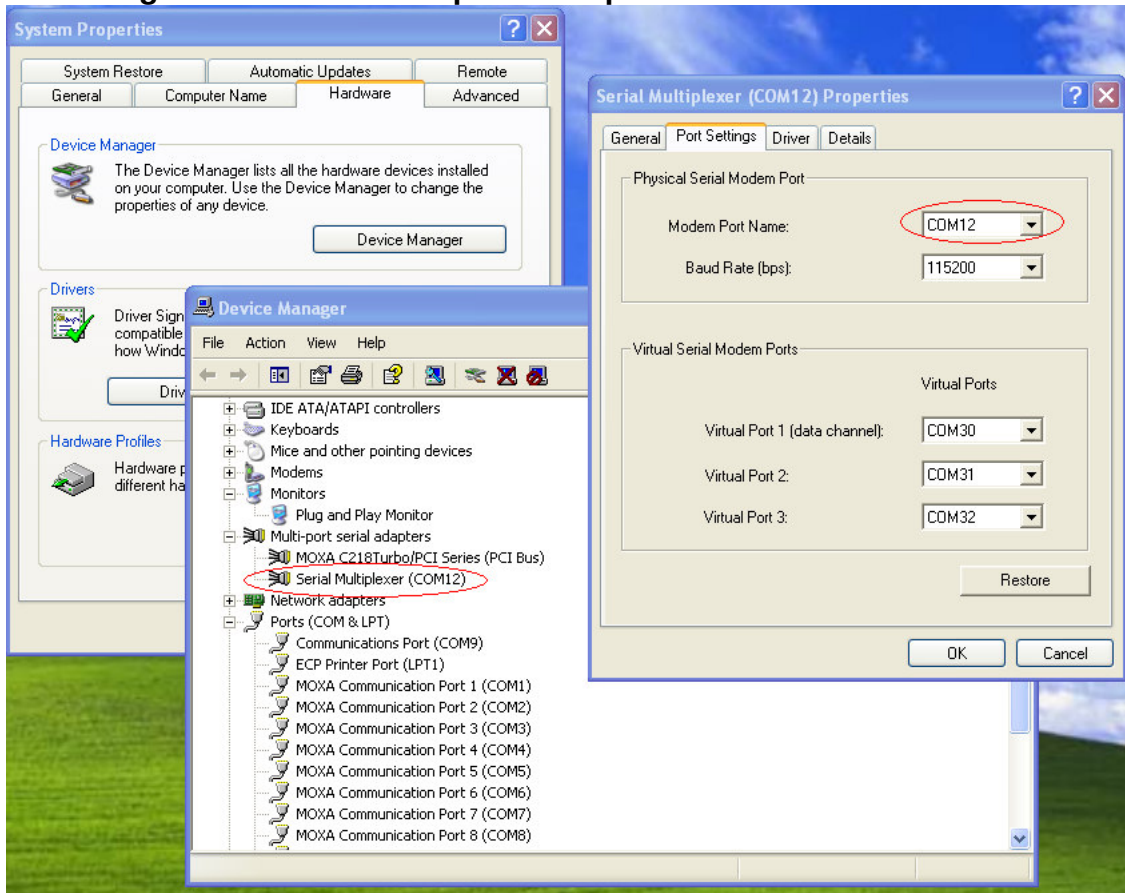 System Properties
System Restore Automatic Updates Remote
General Computer Name Hardware Advanced
Device Manager
The Device Manager lists all the hardware devices installed
on your computer. Use the Device Manager to change the
properties of any device.
Device Manager
Drivers
Driver Sign
compatible
how Windo
Driv
Hardware Profiles
Hardware p
different ha
Device Manager
File Action View Help
IDE ATA/ATAPI controllers
Keyboards
Mice and other pointing devices
Modems
Monitors
Plug and Play Monitor
Multi-port serial adapters
MOXA C218Turbo/PCI Series (PCI Bus)
Serial Multiplexer (COM12)
Network adapters
Ports (COM & LPT)
Communications Port (COM9)
ECP Printer Port (LPT1)
MOXA Communication Port 1 (COM1)
MOXA Communication Port 2 (COM2)
MOXA Communication Port 3 (COM3)
MOXA Communication Port 4 (COM4)
MOXA Communication Port 5 (COM5)
MOXA Communication Port 6 (COM6)
MOXA Communication Port 7 (COM7)
MOXA Communication Port 8 (COM8)
Serial Multiplexer (COM12) Properties
General Port Settings Driver Details
Physical Serial Modem Port
Modem Port Name: COM12
Baud Rate (bps): 115200
Virtual Serial Modem Ports
Virtual Ports
Virtual Port 1 (data channel): COM30
Virtual Port 2: COM31
Virtual Port 3: COM32
Restore
OK Cancel